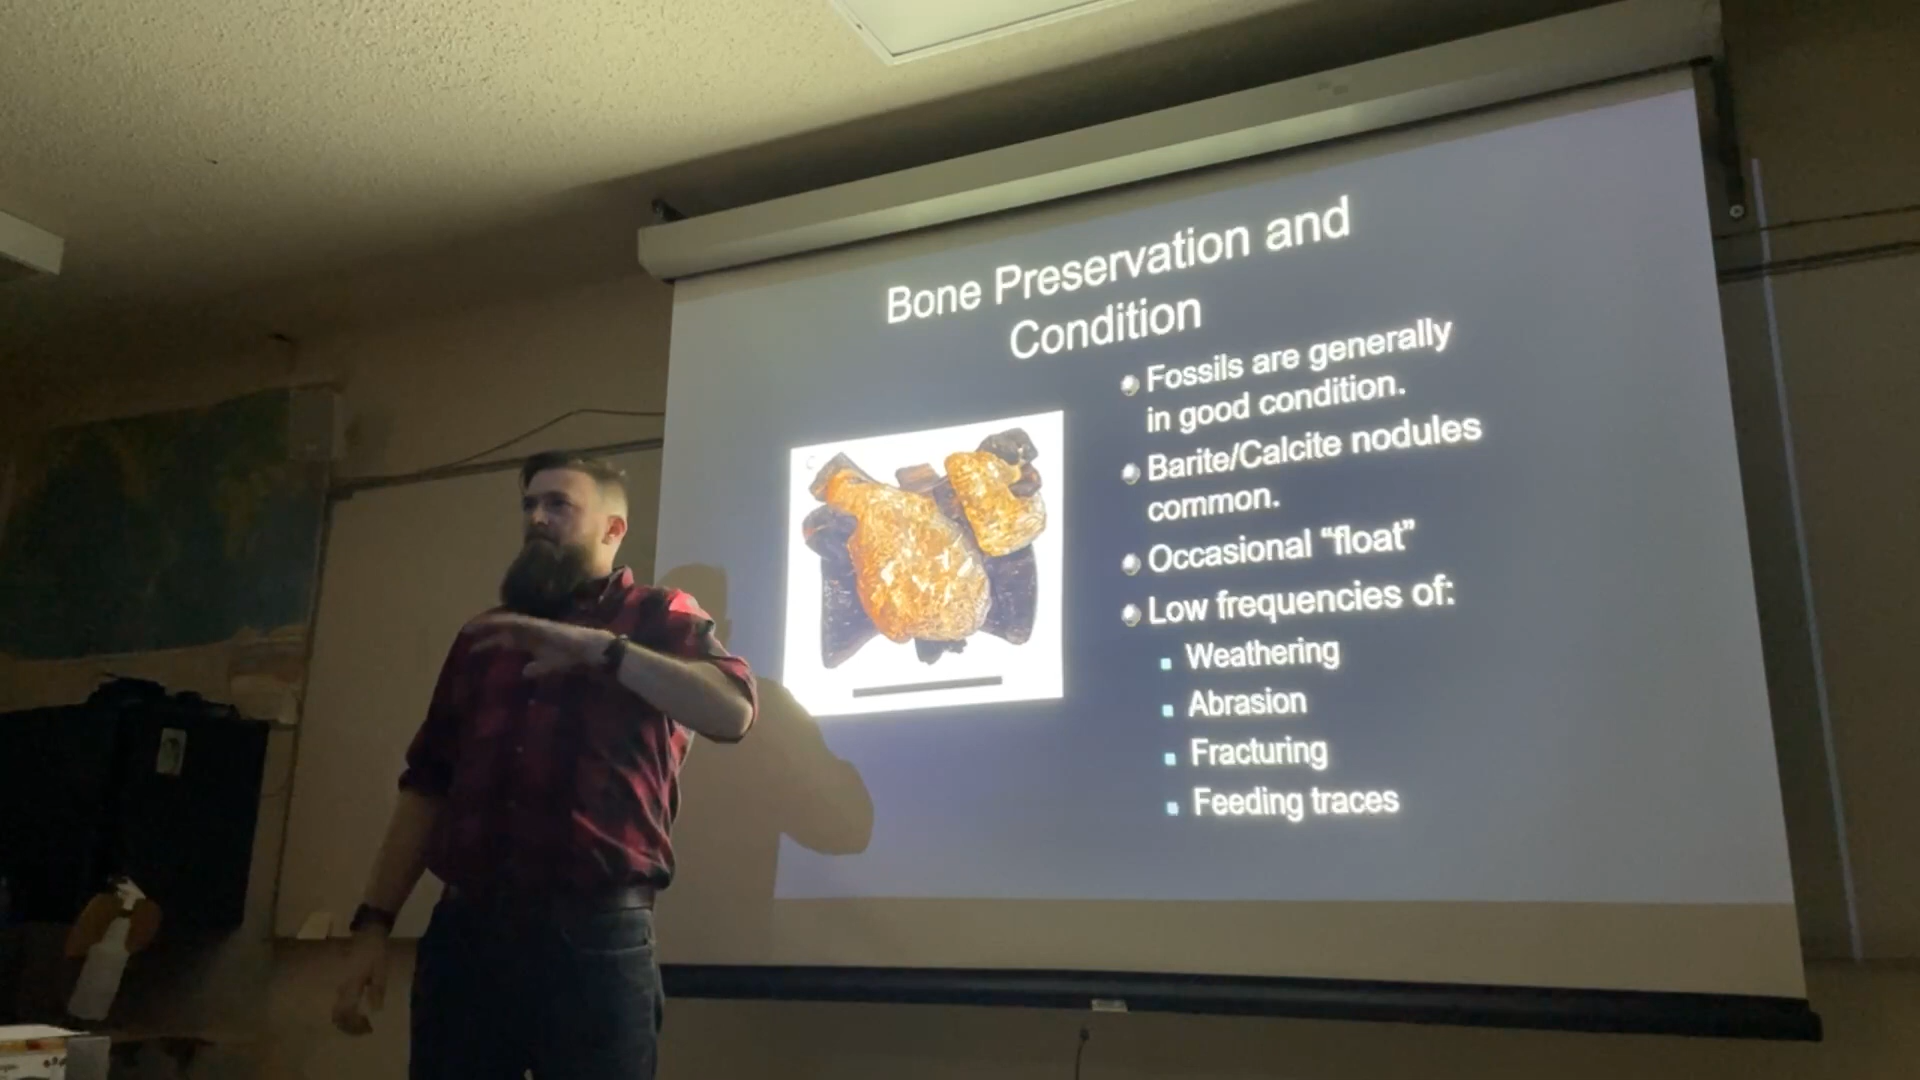 Bone Preservation and
Condition
Fossils are generally
in good condition.
Barite/Calcite nodules
common.
Occasional “float”
Low frequencies of:
Weathering
Abrasion
Fracturing
Feeding traces